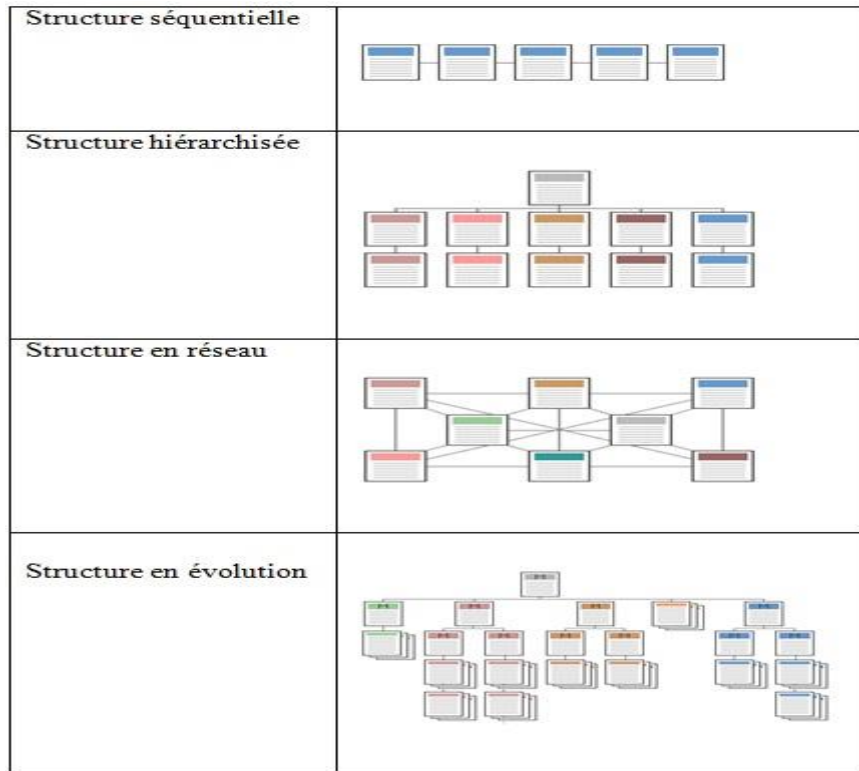 Structure séquentielle
Structure hiérarchisée
Structure en réseau
Structure en évolution